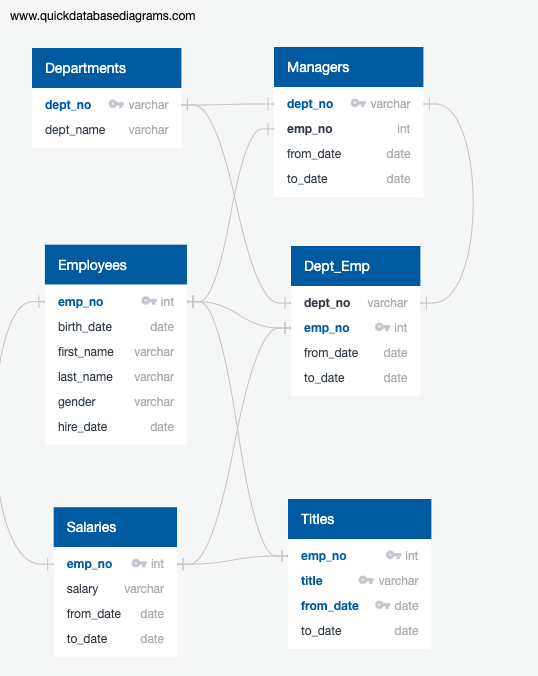 www.quickdatabasediagrams.com
Departments
dept_no varchar
dept_name varchar
Managers
dept_no varchar
emp_no int
from_date date
to_date date
Employees
emp_no int
birth_date date
first_name varchar
last_name varchar
gender varchar
hire_date date
Dept_Emp
dept_no varchar
emp_no int
from_date date
to_date date
Salaries
emp_no int
salary varchar
from_date date
to_date date
Titles
emp_no int
title varchar
from_date date
to_date date